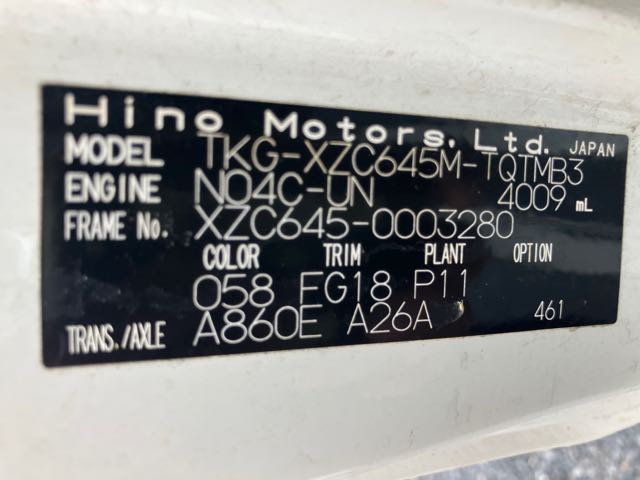 Hino Motors, Ltd. JAPAN
MODEL TKG-XZC645M-TQTMB3
ENGINE N04C-UN 4009 mL
FRAME No. XZC645-0003280
COLOR TRIM PLANT OPTION
058 FG18 P11
TRANS./AXLE A860E A26A 461